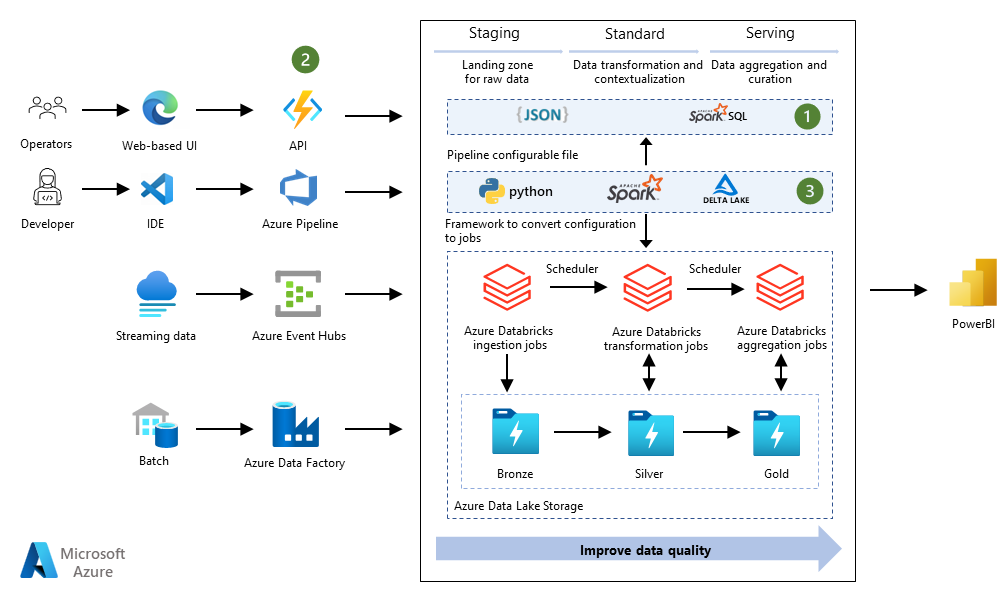 Staging
Standard
Serving
Landing zone
for raw data
Data transformation and
contextualization
Data aggregation and
curation
2
Operators
Web-based UI
API
{JSON}
APACHE
Spark SQL
1
Pipeline configurable file
Developer
IDE
Azure Pipeline
python
APACHE
Spark
DELTA LAKE
3
Framework to convert configuration
to jobs
Streaming data
Azure Event Hubs
Scheduler
Scheduler
Azure Databricks
ingestion jobs
Azure Databricks
transformation jobs
Azure Databricks
aggregation jobs
PowerBI
Batch
Azure Data Factory
Bronze
Silver
Gold
Azure Data Lake Storage
Improve data quality
Microsoft
Azure